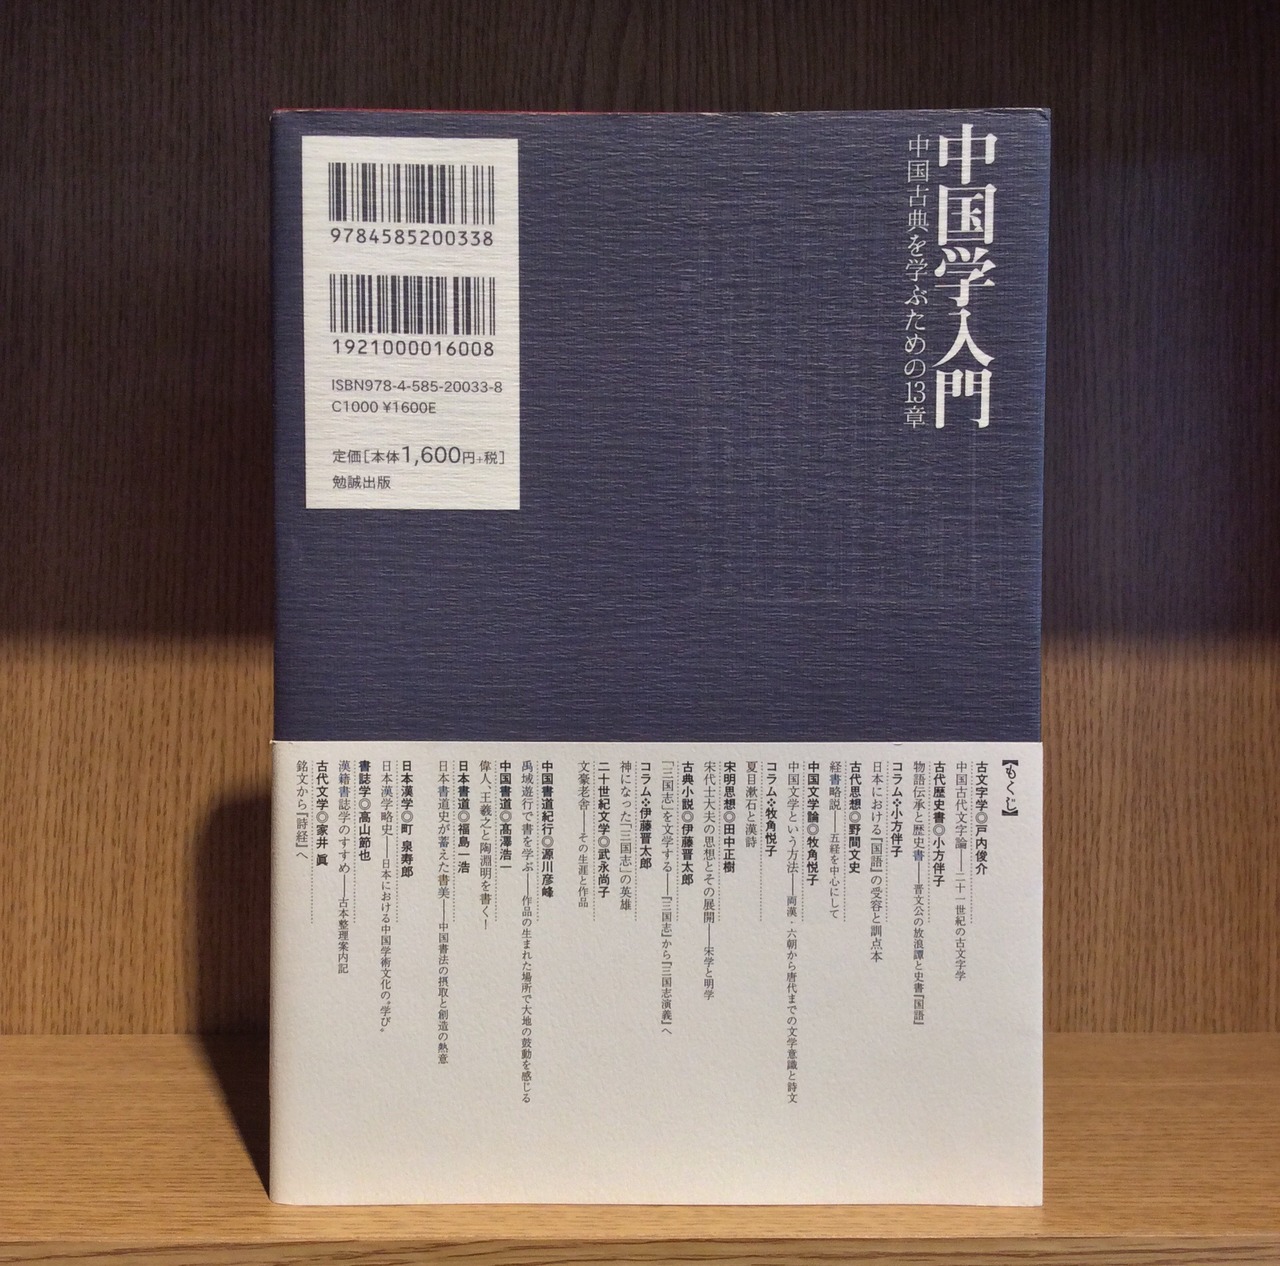 中国学入門
中国古典を学ぶための13章
9784585200338
1921000016008
ISBN978-4-585-20033-8
C1000 ¥1600E
定価[本体1,600円+税]
勉誠出版
【もくじ】
古文字学◎戸内俊介
中国古代文字論——二十一世紀の古文字学
古代歴史書◎小方伴子
物語伝承と歴史書——晋文公の放浪譚と史書『国語』
コラム❖小方伴子
日本における『国語』の受容と訓点本
古代思想◎野間文史
経書略説——五経を中心にして
中国文学論◎牧角悦子
中国文学という方法——両漢・六朝から唐代までの文学意識と詩文
コラム❖牧角悦子
夏目漱石と漢詩
宋明思想◎田中正樹
宋代士大夫の思想とその展開——宋学と明学
古典小説◎伊藤晋太郎
「三国志」を文学する——『三国志』から『三国志演義』へ
コラム❖伊藤晋太郎
神になった「三国志」の英雄
二十世紀文学◎武永尚子
文豪老舎——その生涯と作品
中国書道紀行◎源川彦峰
禹域遊行で書を学ぶ——作品の生まれた場所で大地の鼓動を感じる
中国書道◎髙澤浩一
偉人、王羲之と陶淵明を書く！
日本書道◎福島一浩
日本書道史が蓄えた書美——中国書法の摂取と創造の熱意
日本漢学◎町 泉寿郎
日本漢学略史——日本における中国学術文化の〝学び〟
書誌学◎高山節也
漢籍書誌学のすすめ——古本整理案内記
古代文学◎家井 眞
銘文から『詩経』へ